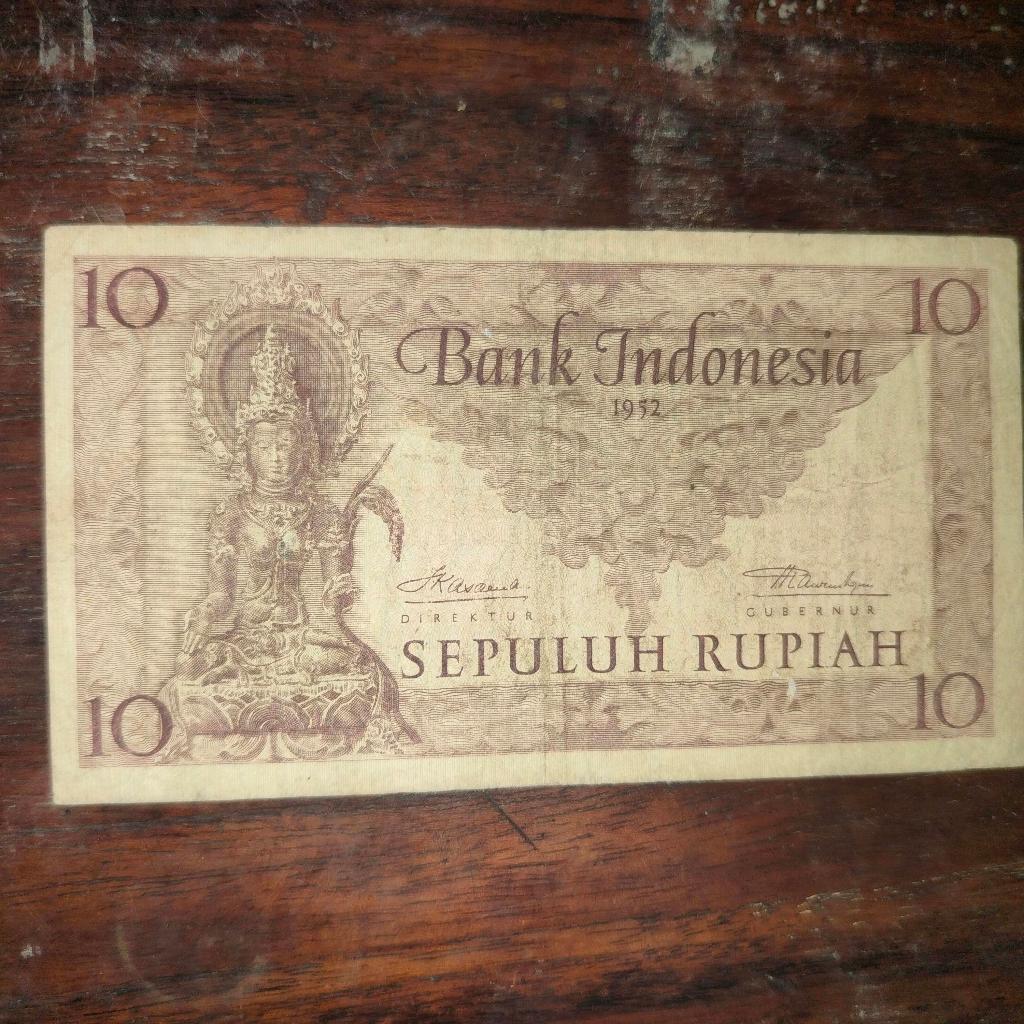 10 10
Bank Indonesia
1952
DIREKTUR GUBERNUR
SEPULUH RUPIAH
10 10